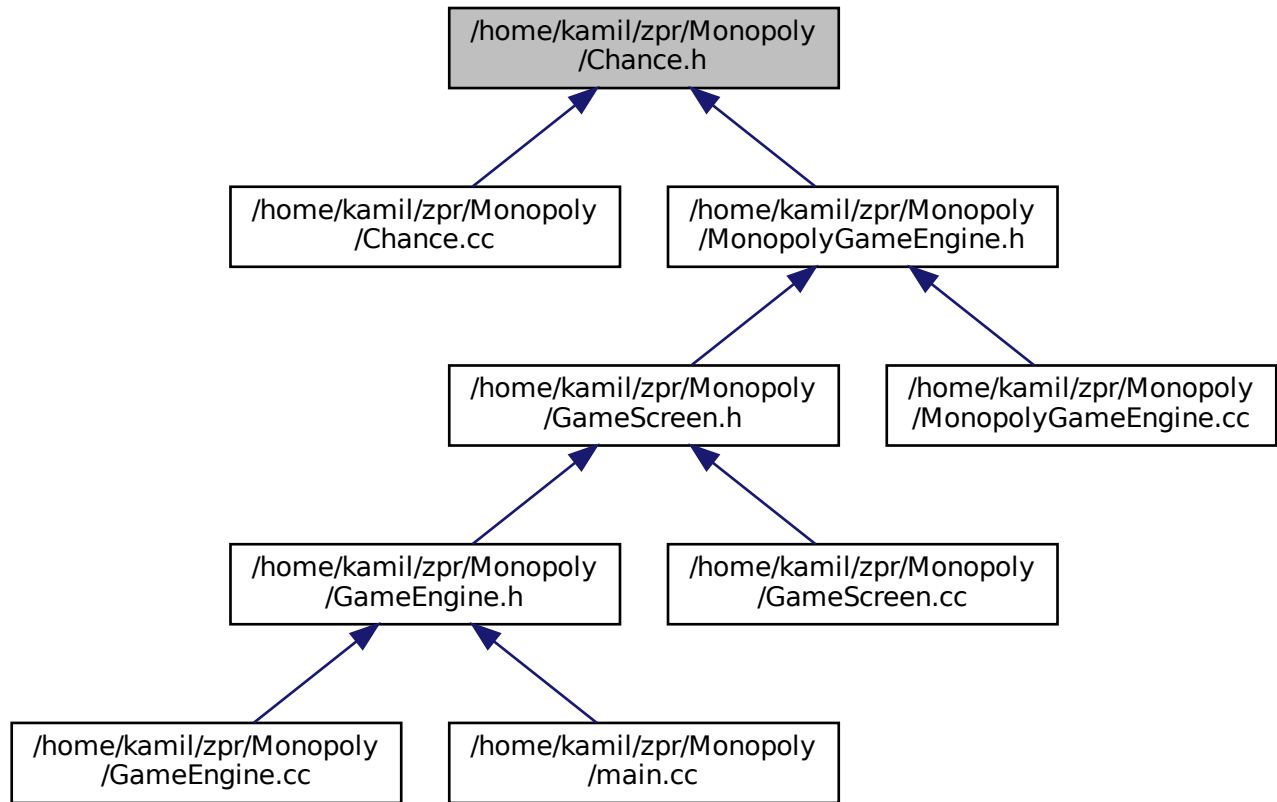 /home/kamil/zpr/Monopoly
/Chance.h
/home/kamil/zpr/Monopoly
/Chance.cc
/home/kamil/zpr/Monopoly
/MonopolyGameEngine.h
/home/kamil/zpr/Monopoly
/GameScreen.h
/home/kamil/zpr/Monopoly
/MonopolyGameEngine.cc
/home/kamil/zpr/Monopoly
/GameEngine.h
/home/kamil/zpr/Monopoly
/GameScreen.cc
/home/kamil/zpr/Monopoly
/GameEngine.cc
/home/kamil/zpr/Monopoly
/main.cc